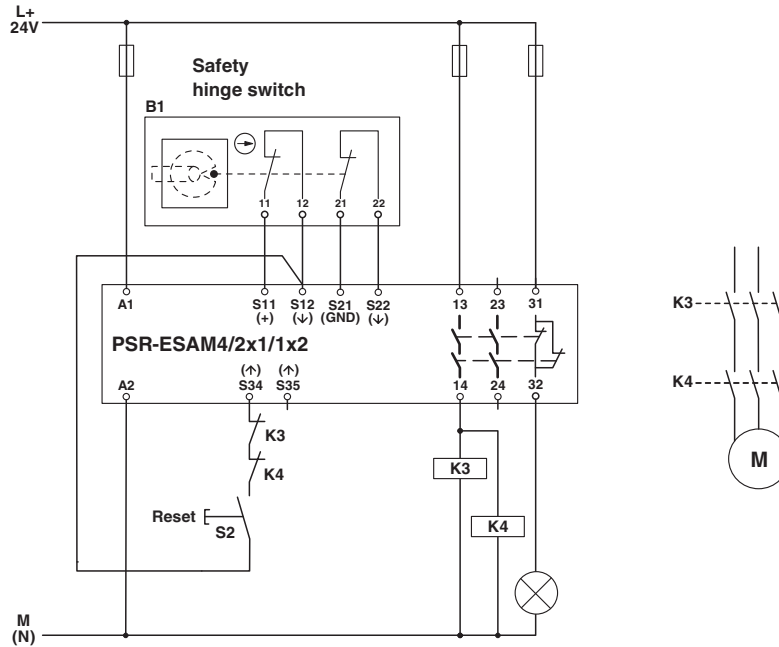 L+
24V
Safety
hinge switch
B1
11 12 21 22
A1 S11 S12 S21 S22 13 23 31
(+) (↓) (GND) (↓)
PSR-ESAM4/2x1/1x2
(↑) (↑)
A2 S34 S35 14 24 32
K3
K4
Reset
S2
K3
K4
M
(N)
K3
K4
M